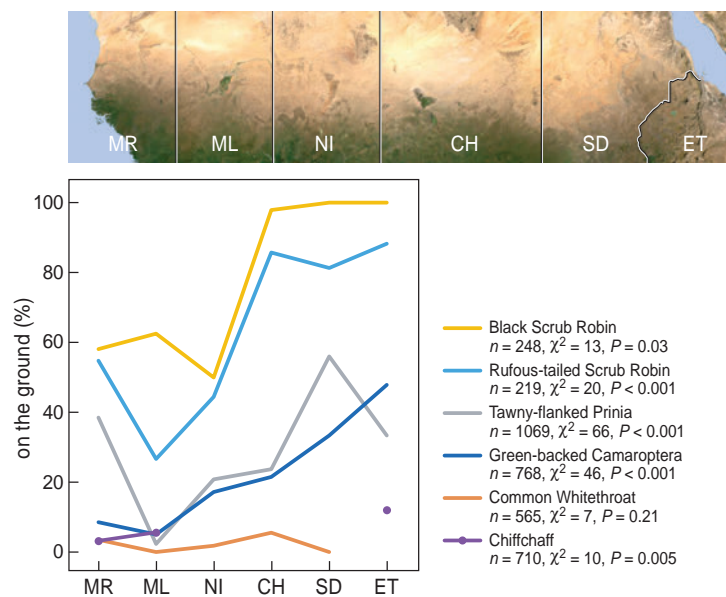 MR ML NI CH SD ET
100
80
60
40
20
0
on the ground (%)
MR ML NI CH SD ET
Black Scrub Robin
n = 248, χ² = 13, P = 0.03
Rufous-tailed Scrub Robin
n = 219, χ² = 20, P < 0.001
Tawny-flanked Prinia
n = 1069, χ² = 66, P < 0.001
Green-backed Camaroptera
n = 768, χ² = 46, P < 0.001
Common Whitethroat
n = 565, χ² = 7, P = 0.21
Chiffchaff
n = 710, χ² = 10, P = 0.005